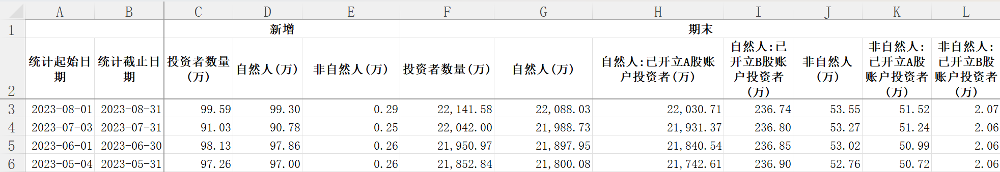 A B C D E F G H I J K L
1 新增 期末
2 统计起始日期 统计截止日期 投资者数量(万) 自然人(万) 非自然人(万) 投资者数量(万) 自然人(万) 自然人:已开立A股账户投资者(万) 自然人:已开立B股账户投资者(万) 非自然人(万) 非自然人:已开立A股账户投资者(万) 非自然人:已开立B股账户投资者(万)
3 2023-08-01 2023-08-31 99.59 99.30 0.29 22,141.58 22,088.03 22,030.71 236.74 53.55 51.52 2.07
4 2023-07-03 2023-07-31 91.03 90.78 0.25 22,042.00 21,988.73 21,931.37 236.80 53.27 51.24 2.06
5 2023-06-01 2023-06-30 98.13 97.86 0.26 21,950.97 21,897.95 21,840.54 236.85 53.02 50.99 2.06
6 2023-05-04 2023-05-31 97.26 97.00 0.26 21,852.84 21,800.08 21,742.61 236.90 52.76 50.72 2.06